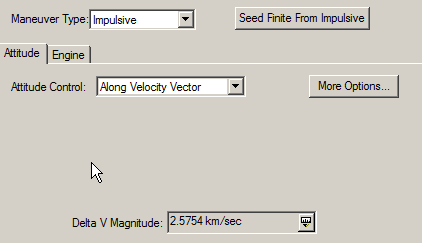 Maneuver Type: Impulsive Seed Finite From Impulsive
Attitude Engine
Attitude Control: Along Velocity Vector More Options...
Delta V Magnitude: 2.5754 km/sec